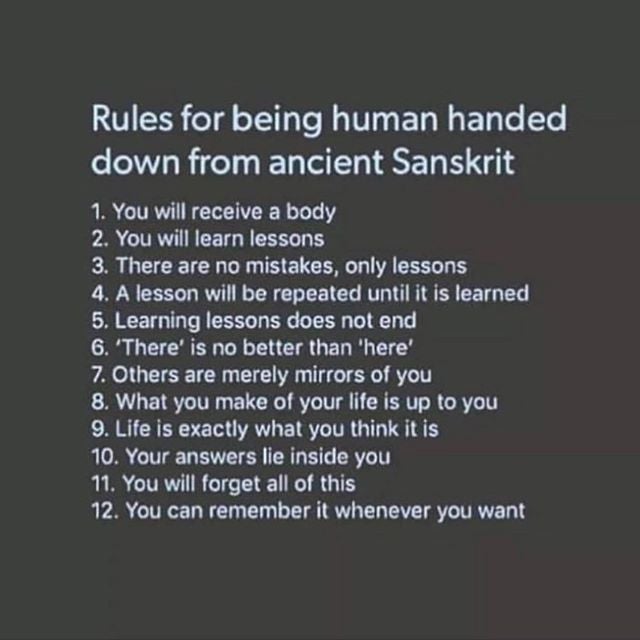 Rules for being human handed
down from ancient Sanskrit
1. You will receive a body
2. You will learn lessons
3. There are no mistakes, only lessons
4. A lesson will be repeated until it is learned
5. Learning lessons does not end
6. 'There' is no better than 'here'
7. Others are merely mirrors of you
8. What you make of your life is up to you
9. Life is exactly what you think it is
10. Your answers lie inside you
11. You will forget all of this
12. You can remember it whenever you want